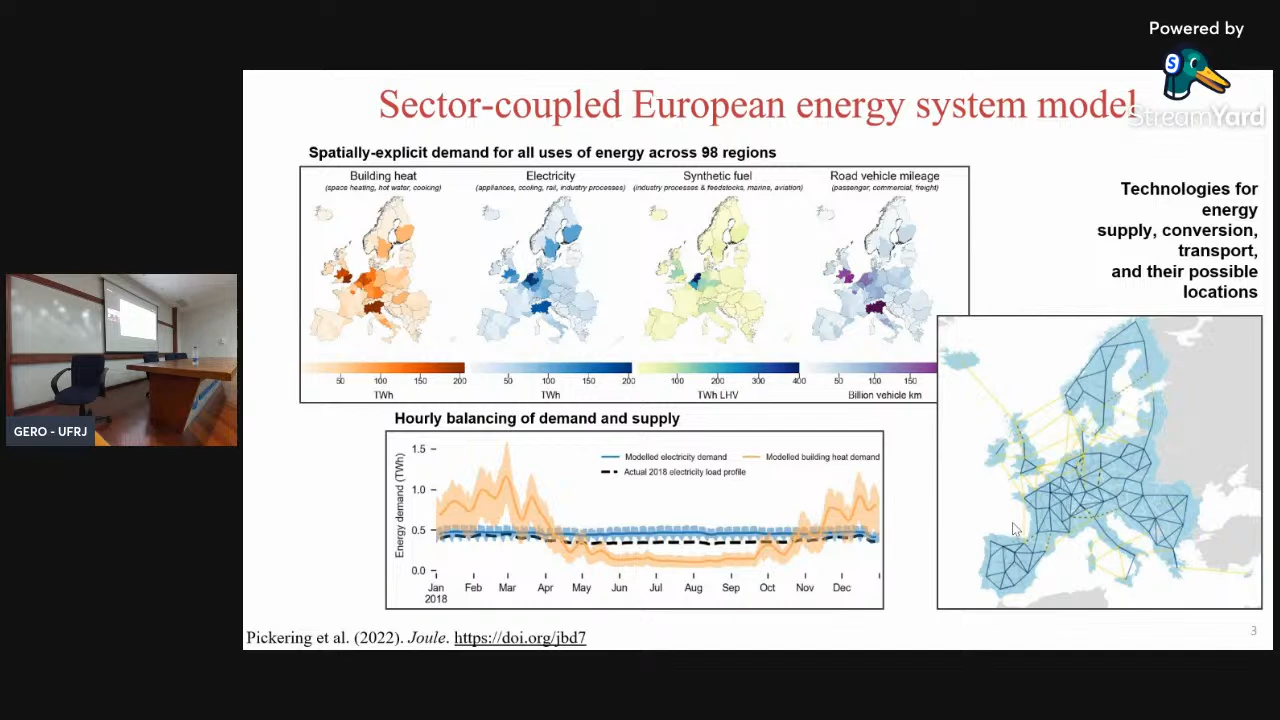 Powered by
S
StreamYard
Sector-coupled European energy system model
Spatially-explicit demand for all uses of energy across 98 regions
Building heat
(space heating, hot water, cooking)
Electricity
(appliances, cooling, rail, industry processes)
Synthetic fuel
(industry processes & feedstocks, marine, aviation)
Road vehicle mileage
(passenger, commercial, freight)
50 100 150 200
TWh
50 100 150 200
TWh
100 200 300 400
TWh LHV
50 100 150
Billion vehicle km
Technologies for
energy
supply, conversion,
transport,
and their possible
locations
Hourly balancing of demand and supply
Energy demand (TWh)
1.5
1.0
0.5
0.0
Modelled electricity demand
Modelled building heat demand
Actual 2018 electricity load profile
Jan Feb Mar Apr May Jun Jul Aug Sep Oct Nov Dec
2018
GERO - UFRJ
Pickering et al. (2022). Joule. https://doi.org/jbd7
3